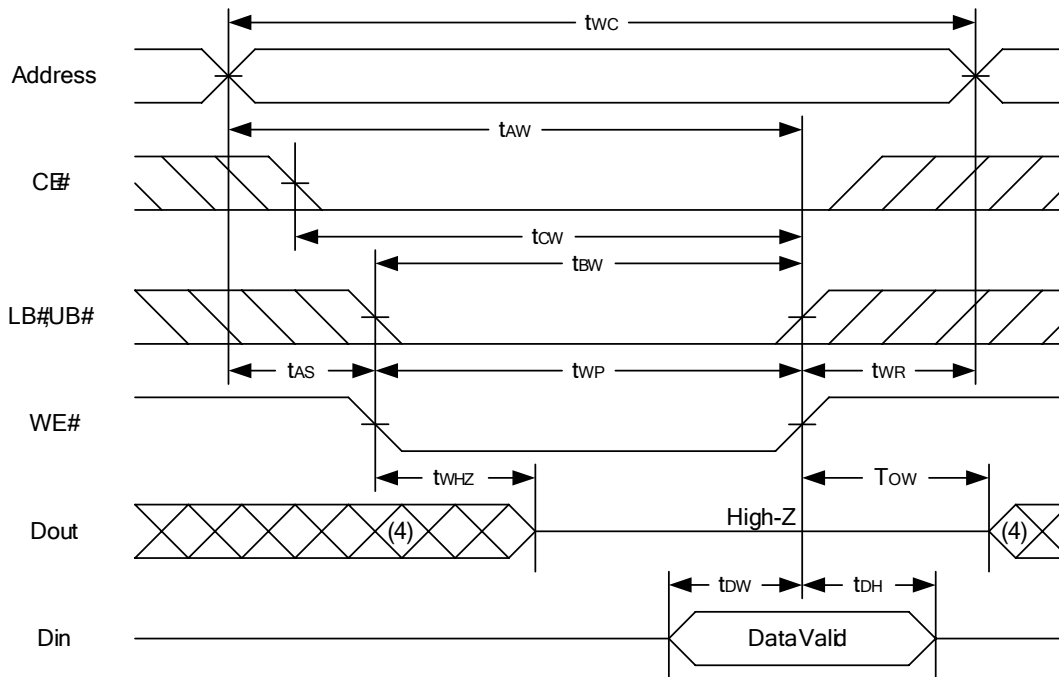 tWC
Address
tAW
CE#
tCW
tBW
LB#,UB#
tAS
tWP
tWR
WE#
tWHZ
TOW
Dout
(4)
High-Z
(4)
tDW
tDH
Din
Data Valid